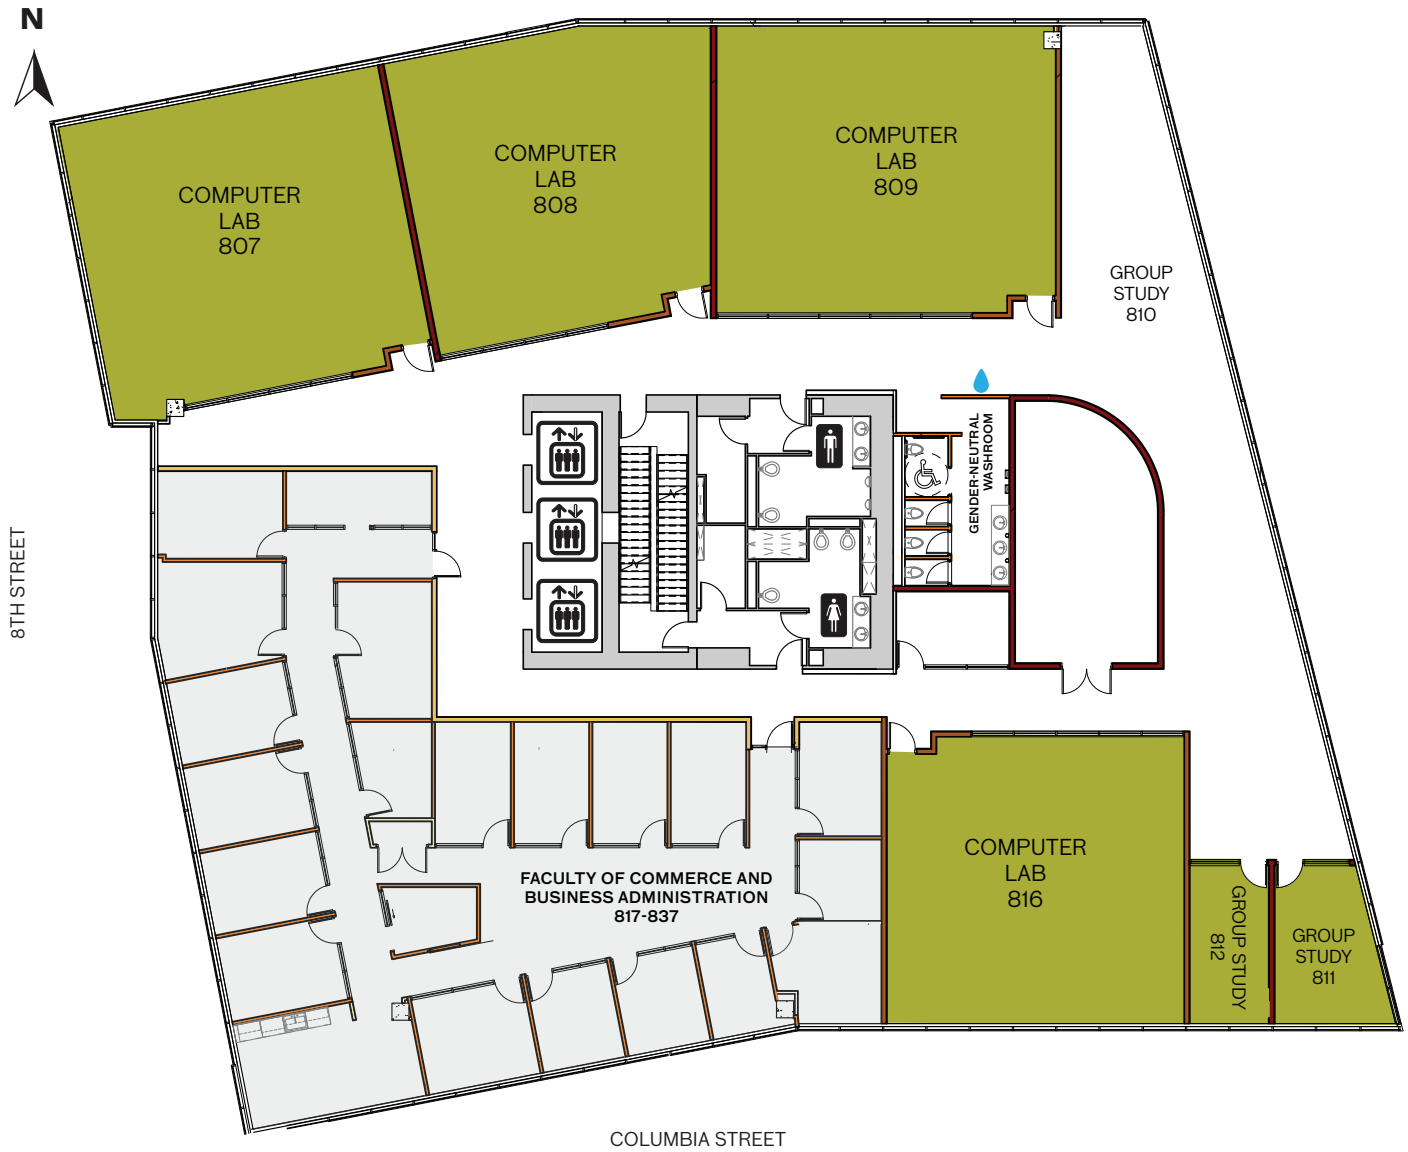 N
COMPUTER
LAB
807
COMPUTER
LAB
808
COMPUTER
LAB
809
GROUP
STUDY
810
GENDER-NEUTRAL
WASHROOM
8TH STREET
FACULTY OF COMMERCE AND
BUSINESS ADMINISTRATION
817-837
COMPUTER
LAB
816
GROUP STUDY
812
GROUP
STUDY
811
COLUMBIA STREET